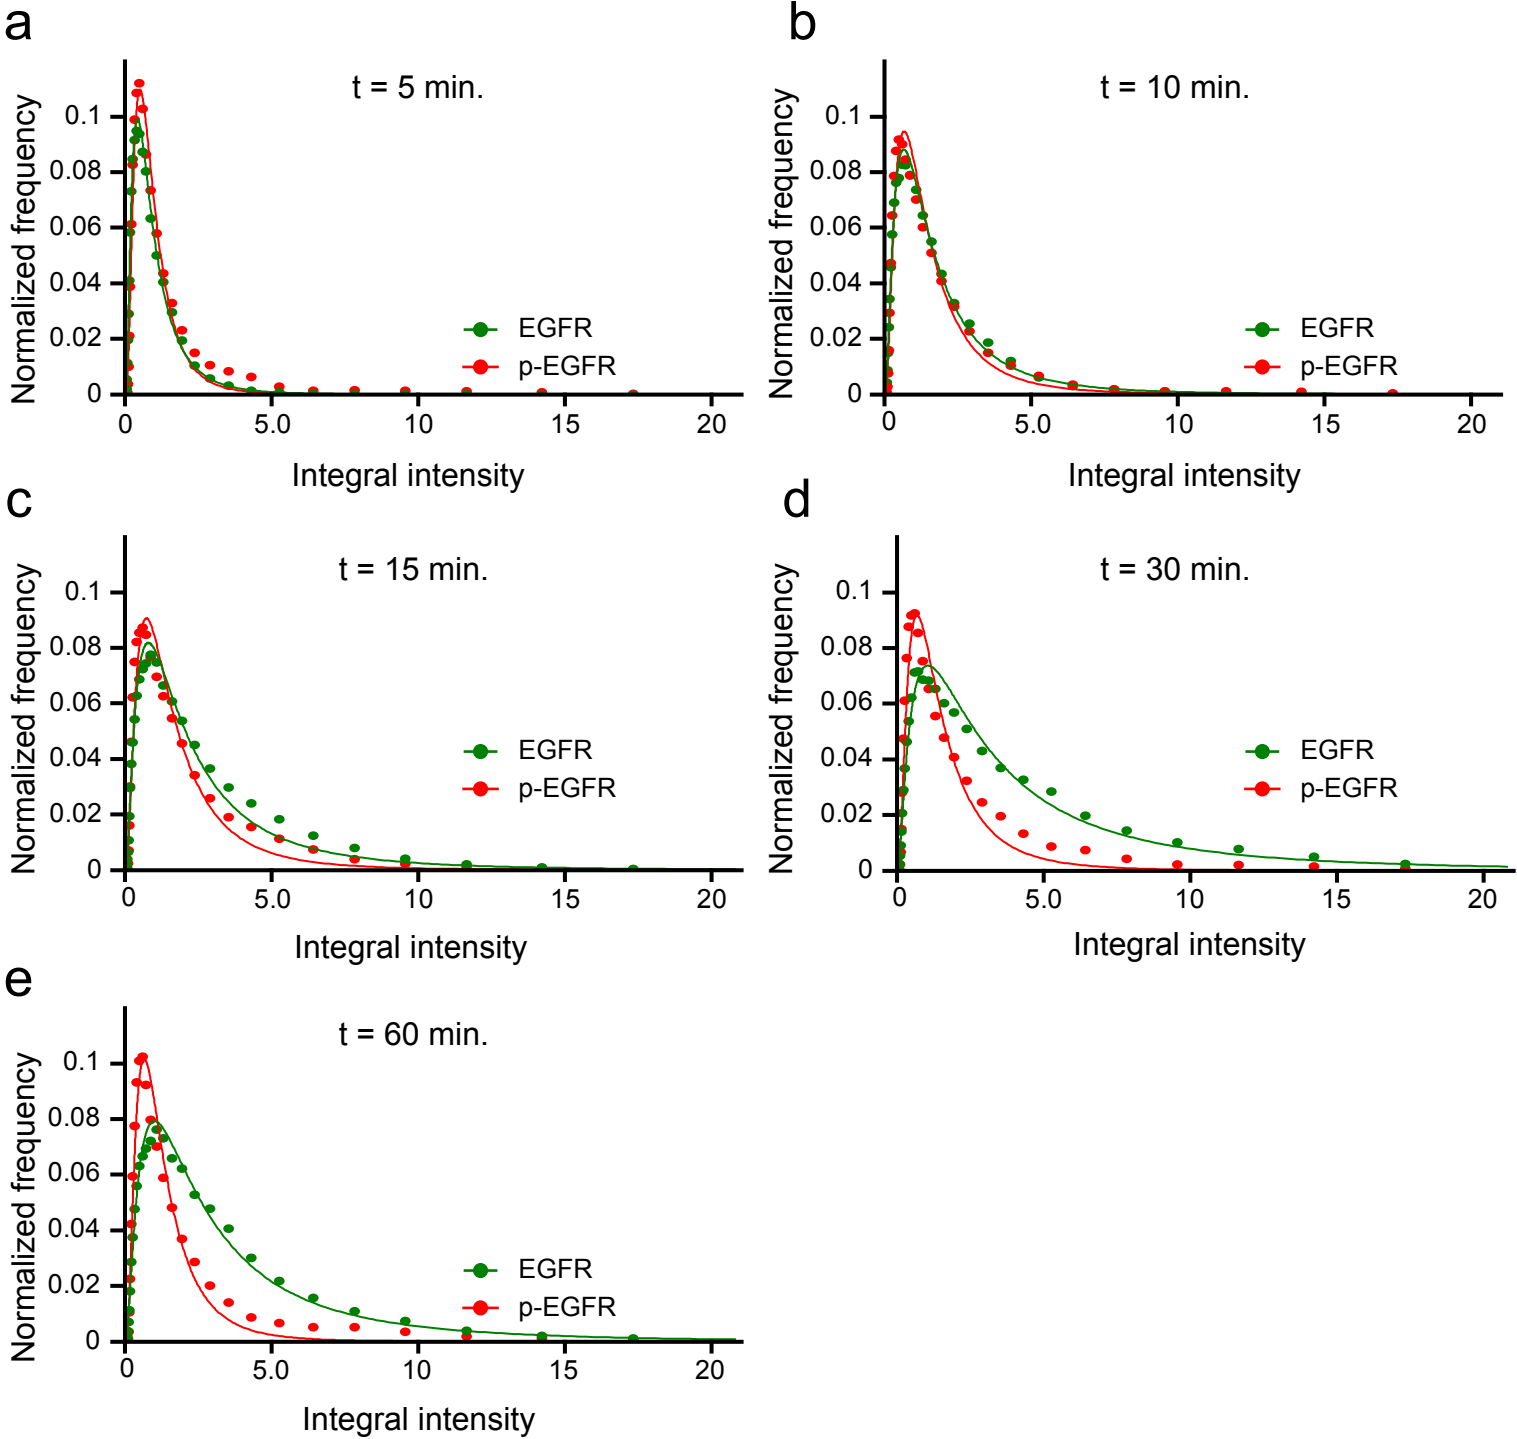 a
t = 5 min.
Normalized frequency
0.1
0.08
0.06
0.04
0.02
0
EGFR
p-EGFR
0 5.0 10 15 20
Integral intensity
b
t = 10 min.
Normalized frequency
0.1
0.08
0.06
0.04
0.02
0
EGFR
p-EGFR
0 5.0 10 15 20
Integral intensity
c
t = 15 min.
Normalized frequency
0.1
0.08
0.06
0.04
0.02
0
EGFR
p-EGFR
0 5.0 10 15 20
Integral intensity
d
t = 30 min.
Normalized frequency
0.1
0.08
0.06
0.04
0.02
0
EGFR
p-EGFR
0 5.0 10 15 20
Integral intensity
e
t = 60 min.
Normalized frequency
0.1
0.08
0.06
0.04
0.02
0
EGFR
p-EGFR
0 5.0 10 15 20
Integral intensity